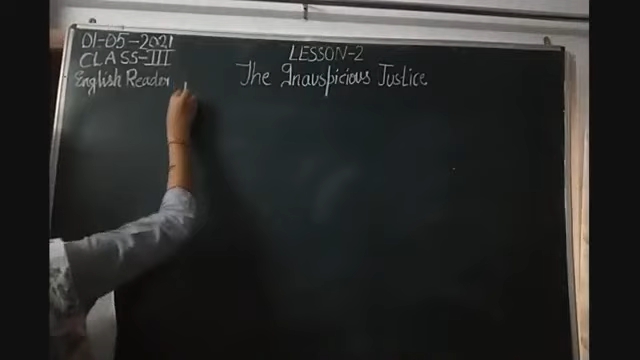 01-05-2021
CLASS-III
English Reader
LESSON-2
The Inauspicious Justice